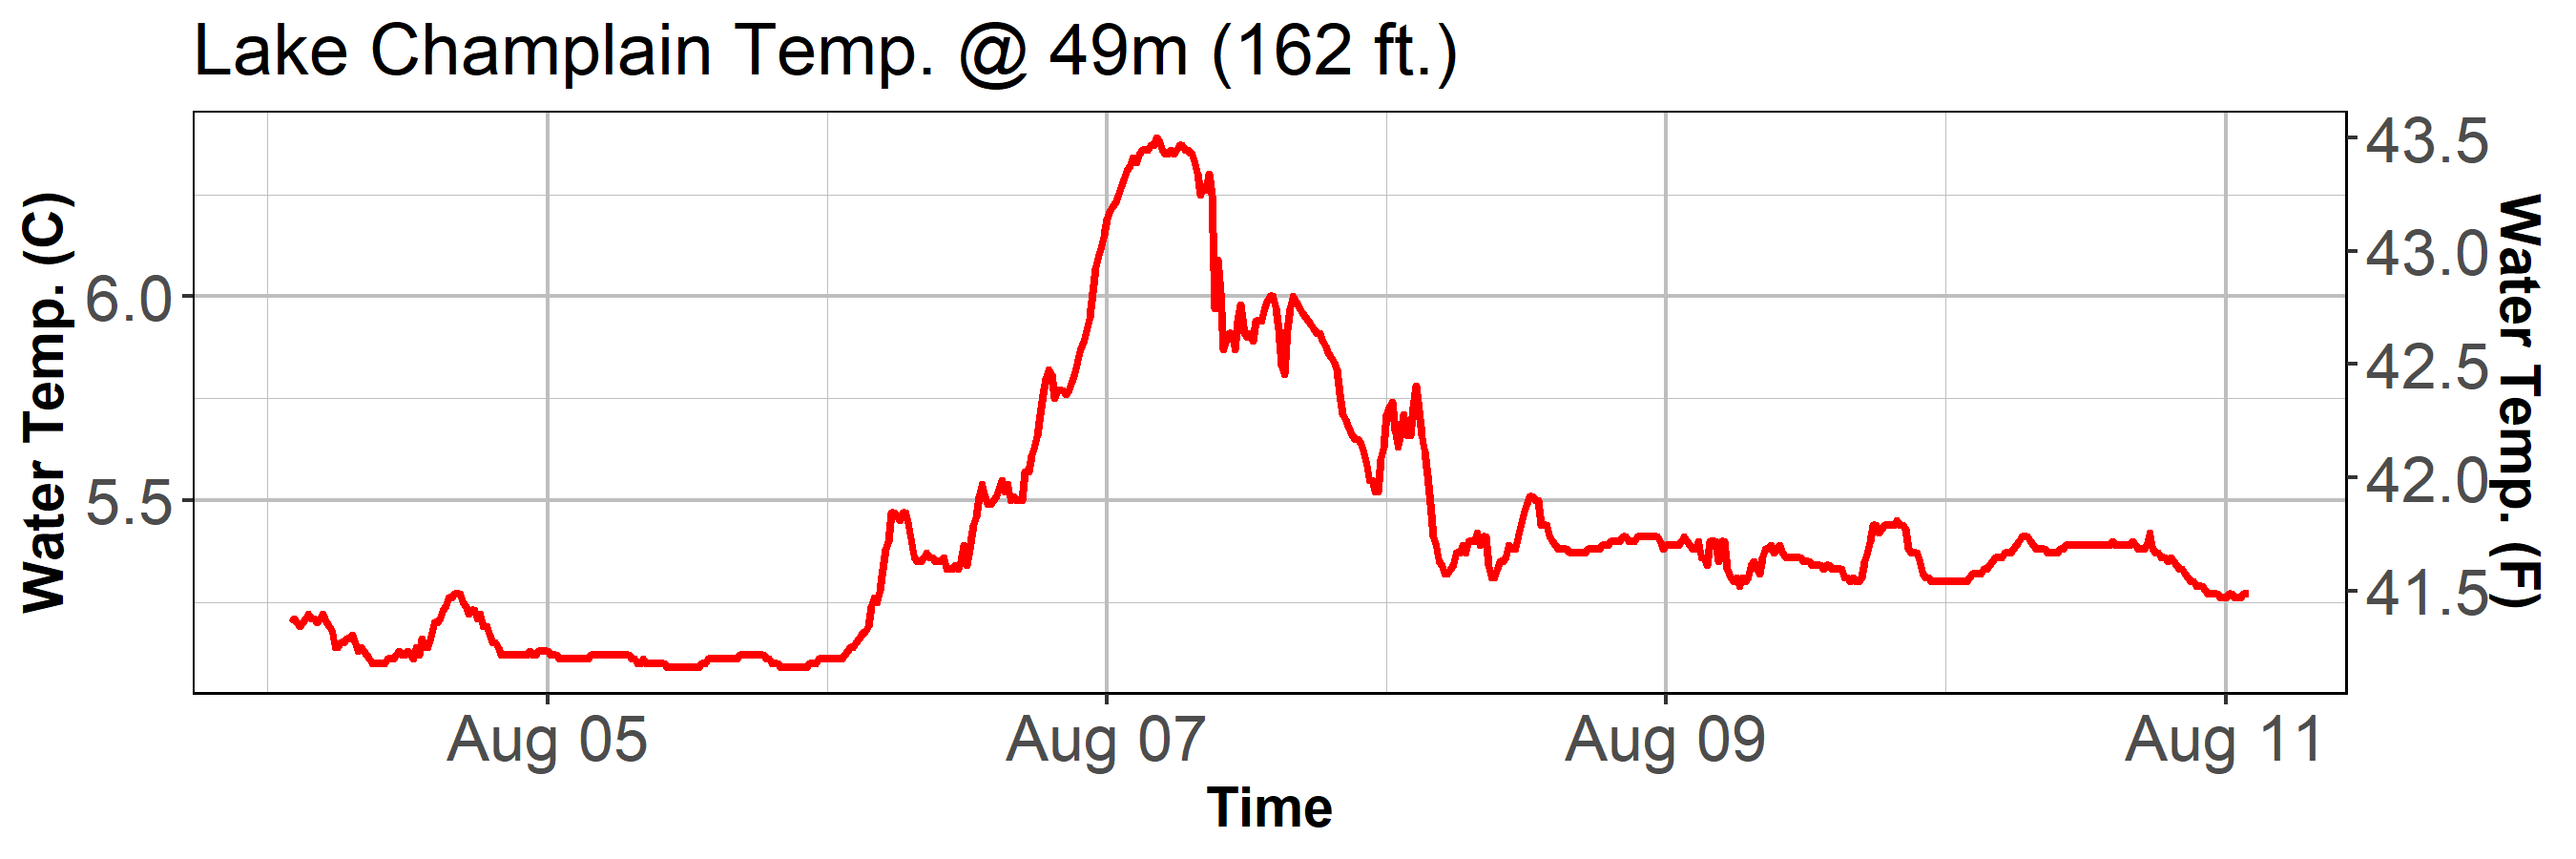 Lake Champlain Temp. @ 49m (162 ft.)
Water Temp. (C)
6.0
5.5
43.5
43.0
42.5
42.0
41.5
Water Temp. (F)
Aug 05
Aug 07
Aug 09
Aug 11
Time